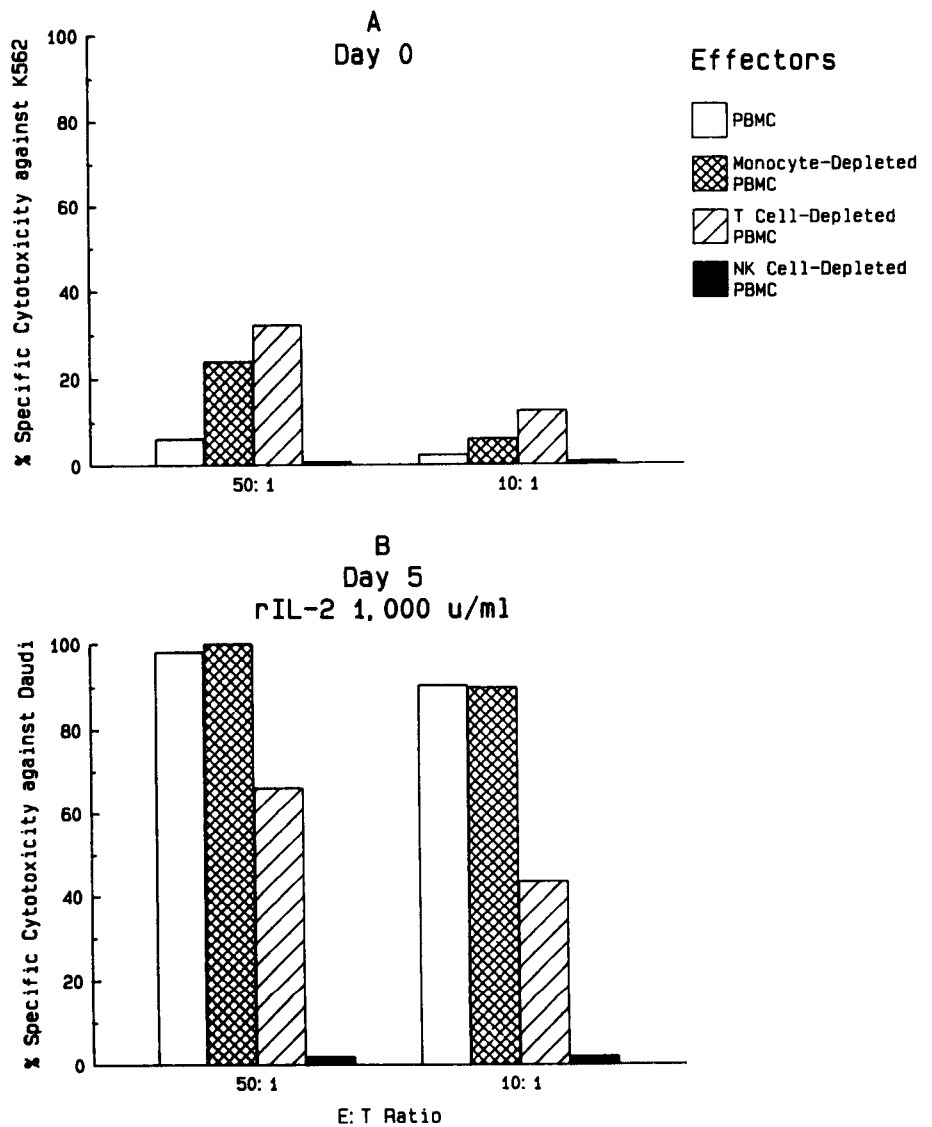 A
Day 0
% Specific Cytotoxicity against K562
100
80
60
40
20
0
50:1
10:1
Effectors
PBMC
Monocyte-Depleted
PBMC
T Cell-Depleted
PBMC
NK Cell-Depleted
PBMC
B
Day 5
rIL-2 1,000 u/ml
% Specific Cytotoxicity against Daudi
100
80
60
40
20
0
50:1
10:1
E:T Ratio